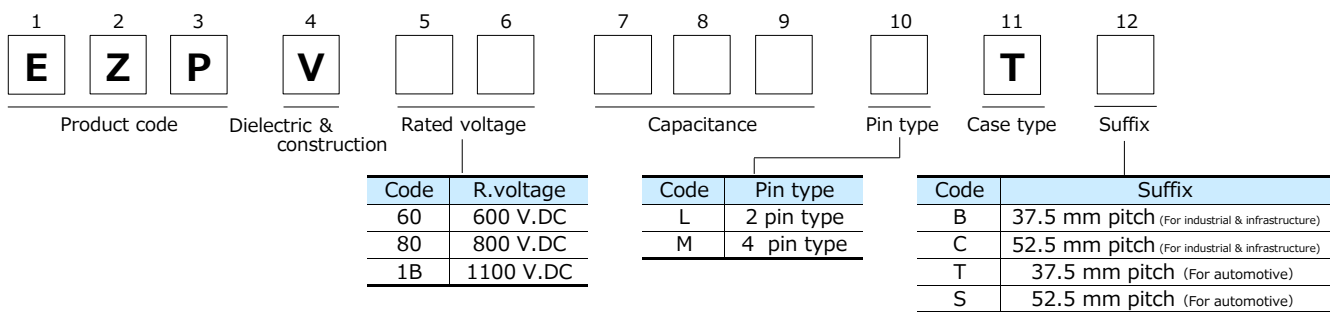 1 2 3 4 5 6 7 8 9 10 11 12
E Z P V T
Product code Dielectric & construction Rated voltage Capacitance Pin type Case type Suffix
Code R.voltage
60 600 V.DC
80 800 V.DC
1B 1100 V.DC
Code Pin type
L 2 pin type
M 4 pin type
Code Suffix
B 37.5 mm pitch (For industrial & infrastructure)
C 52.5 mm pitch (For industrial & infrastructure)
T 37.5 mm pitch (For automotive)
S 52.5 mm pitch (For automotive)